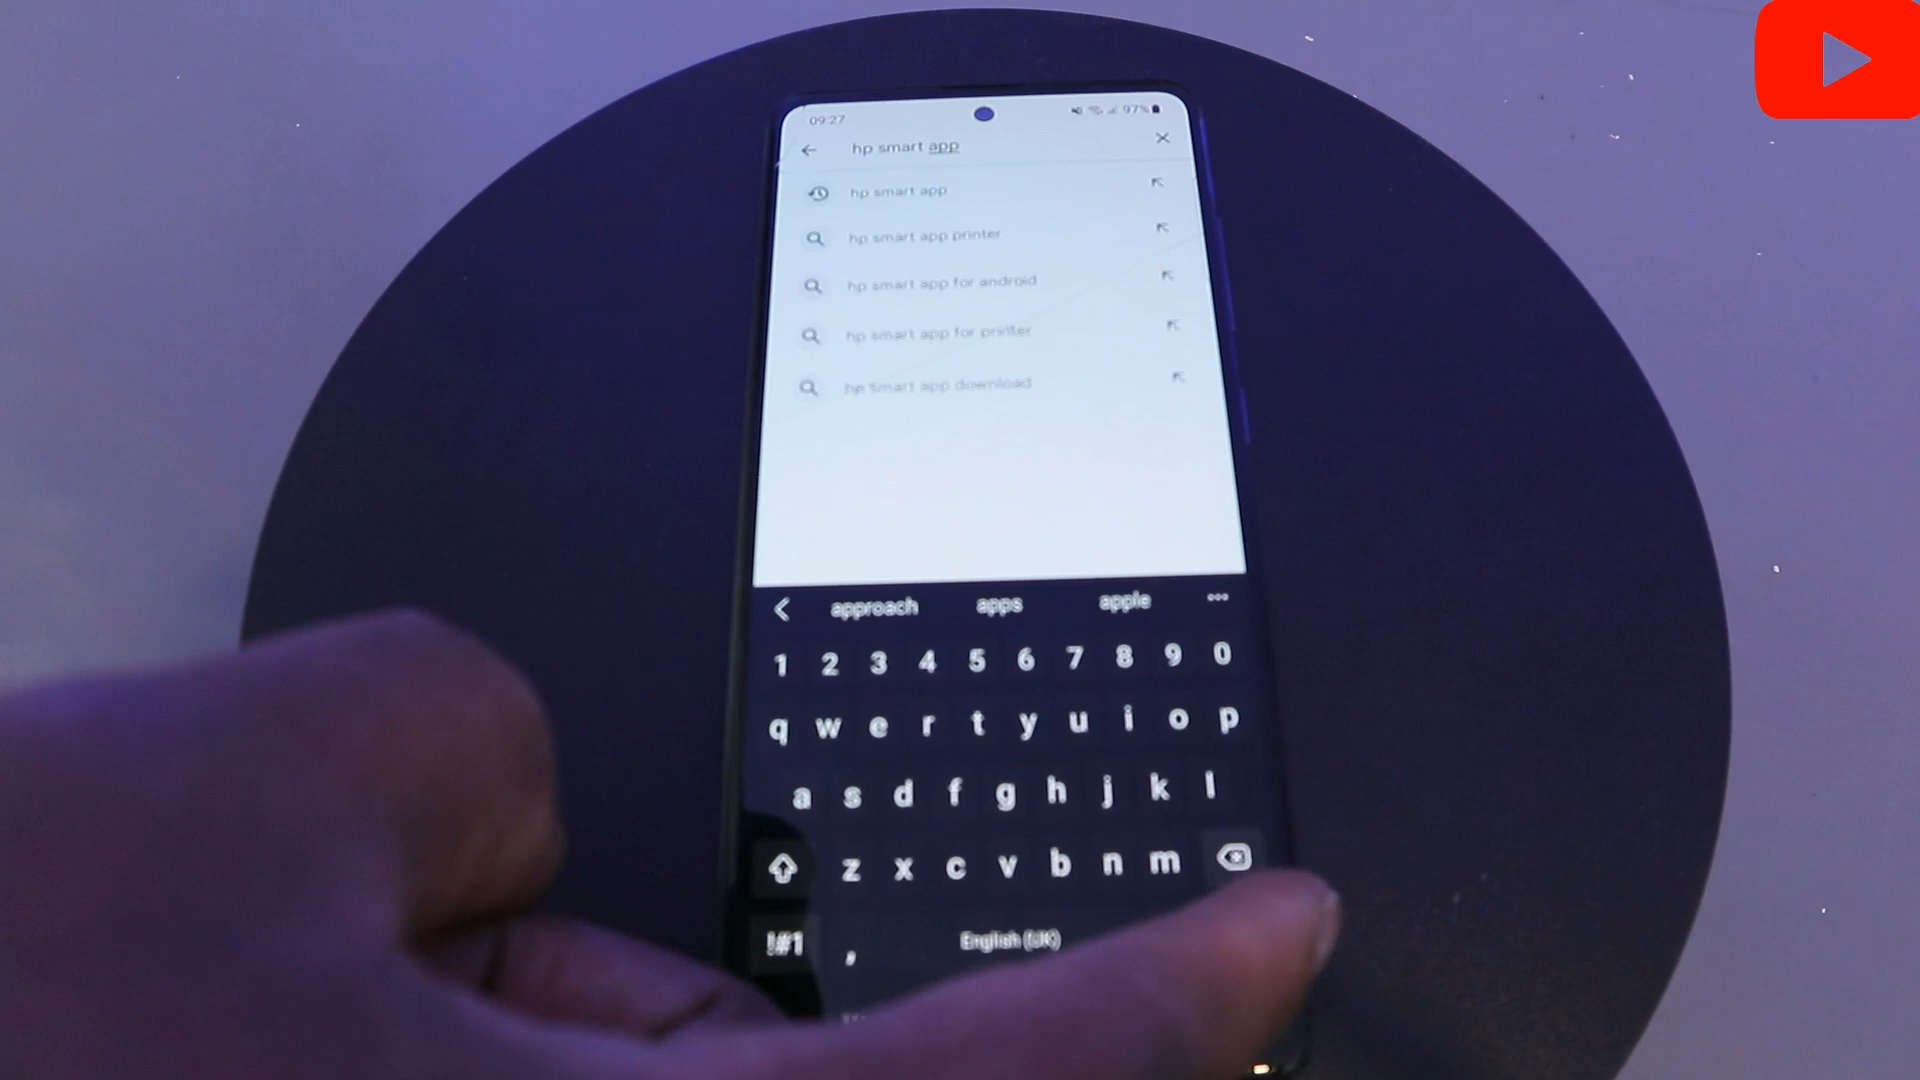 09:27 97%
hp smart app
hp smart app
hp smart app printer
hp smart app for android
hp smart app for printer
hp smart app download
approach apps apple
1 2 3 4 5 6 7 8 9 0
q w e r t y u i o p
a s d f g h j k l
z x c v b n m
!#1 , English (UK)